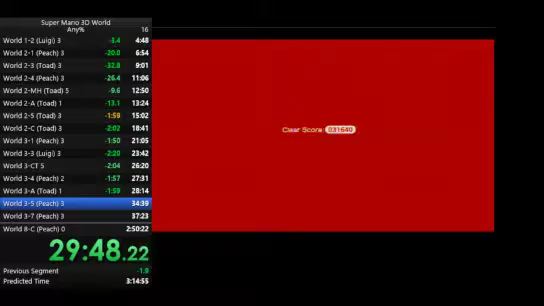 Super Mario 3D World
Any% 16
World 1-2 (Luigi) 3 -3.4 4:48
World 2-1 (Peach) 3 -20.0 6:54
World 2-3 (Toad) 3 -32.8 9:01
World 2-4 (Peach) 3 -26.4 11:06
World 2-MH (Toad) 5 -9.6 12:50
World 2-A (Toad) 1 -13.1 13:24
World 2-5 (Toad) 3 -1:59 15:02
World 2-C (Toad) 3 -2:02 18:41
World 3-1 (Peach) 3 -1:50 21:05
World 3-3 (Luigi) 3 -2:20 23:42
World 3-CT 5 -2:04 26:20
World 3-4 (Peach) 2 -1:57 27:31
World 3-A (Toad) 1 -1:59 28:14
World 3-5 (Peach) 3 34:39
World 3-7 (Peach) 3 37:23
World 8-C (Peach) 0 2:50:22
29:48.22
Previous Segment -1.9
Predicted Time 3:14:55
Clear Score 031640